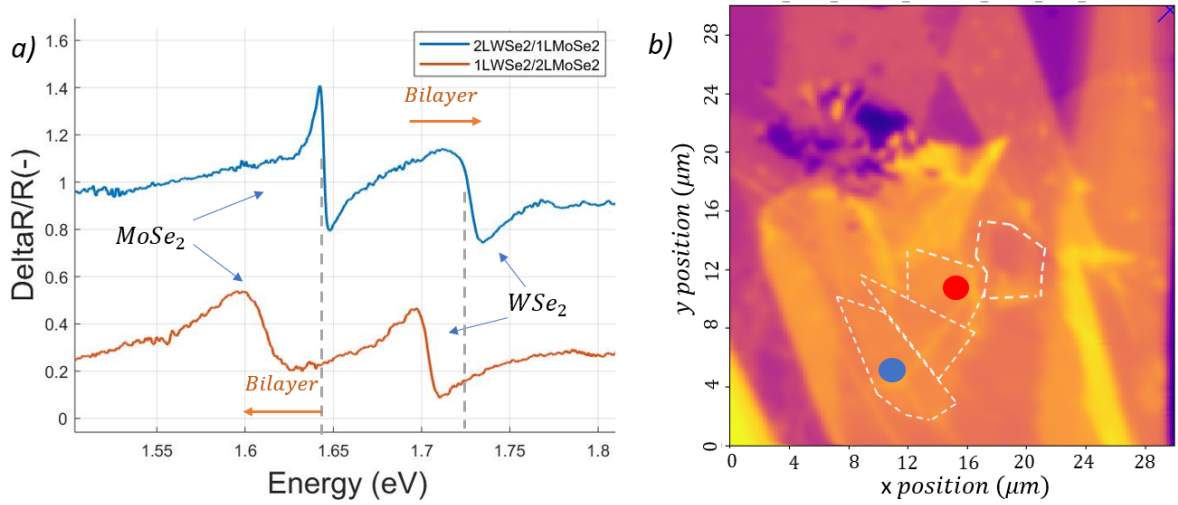 a)
1.6
1.4
1.2
1
0.8
0.6
0.4
0.2
0
DeltaR/R(-)
2LWSe2/1LMoSe2
1LWSe2/2LMoSe2
Bilayer
MoSe2
WSe2
Bilayer
1.55
1.6
1.65
1.7
1.75
1.8
Energy (eV)
b)
28
24
20
16
12
8
4
0
y position (μm)
0
4
8
12
16
20
24
28
x position (μm)